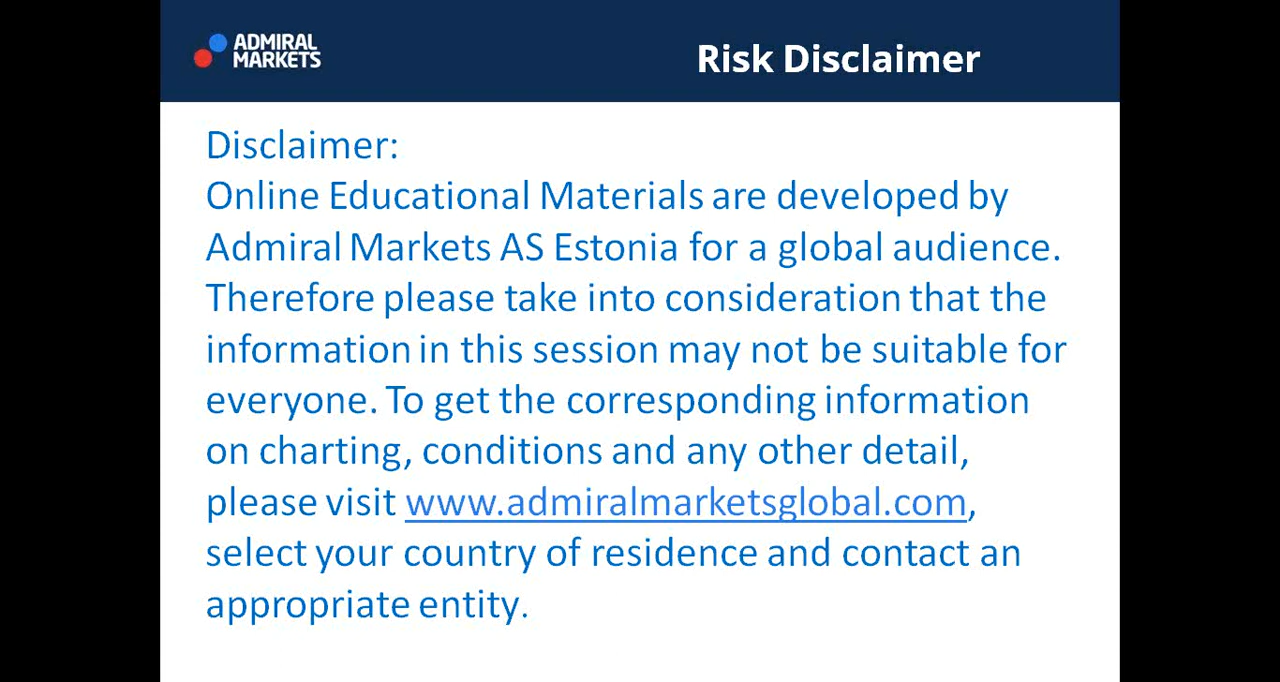 ADMIRAL
MARKETS
Risk Disclaimer
Disclaimer:
Online Educational Materials are developed by
Admiral Markets AS Estonia for a global audience.
Therefore please take into consideration that the
information in this session may not be suitable for
everyone. To get the corresponding information
on charting, conditions and any other detail,
please visit www.admiralmarketsglobal.com,
select your country of residence and contact an
appropriate entity.